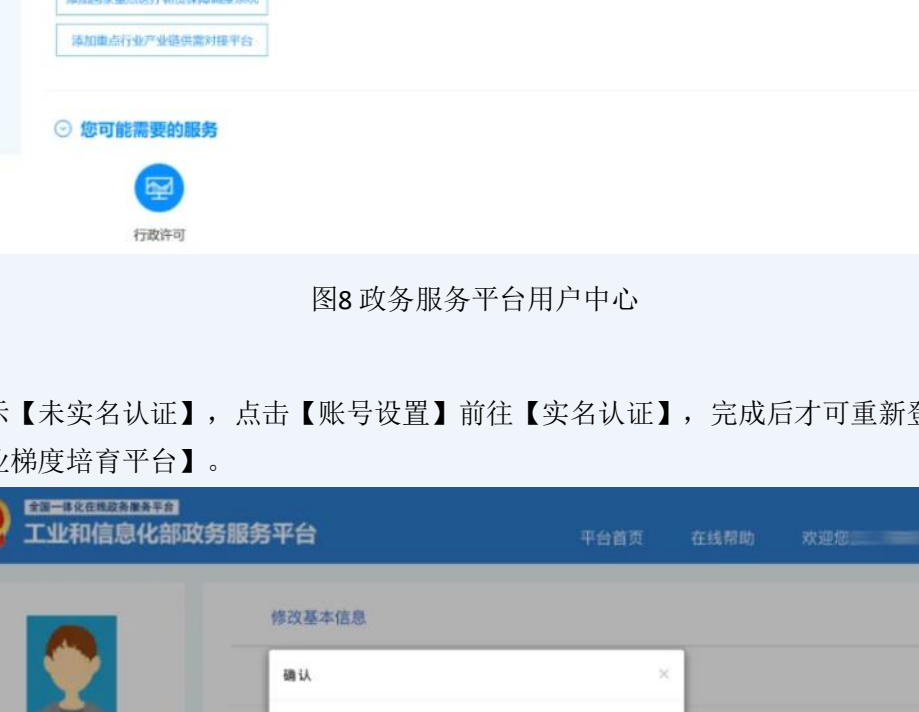 添加重点行业产业链供需对接平台
您可能需要的服务
行政许可
图8 政务服务平台用户中心
示【未实名认证】，点击【账号设置】前往【实名认证】，完成后才可重新登
业梯度培育平台】。
全国一体化在线政务服务平台
工业和信息化部政务服务平台
平台首页 在线帮助 欢迎您
修改基本信息
确认